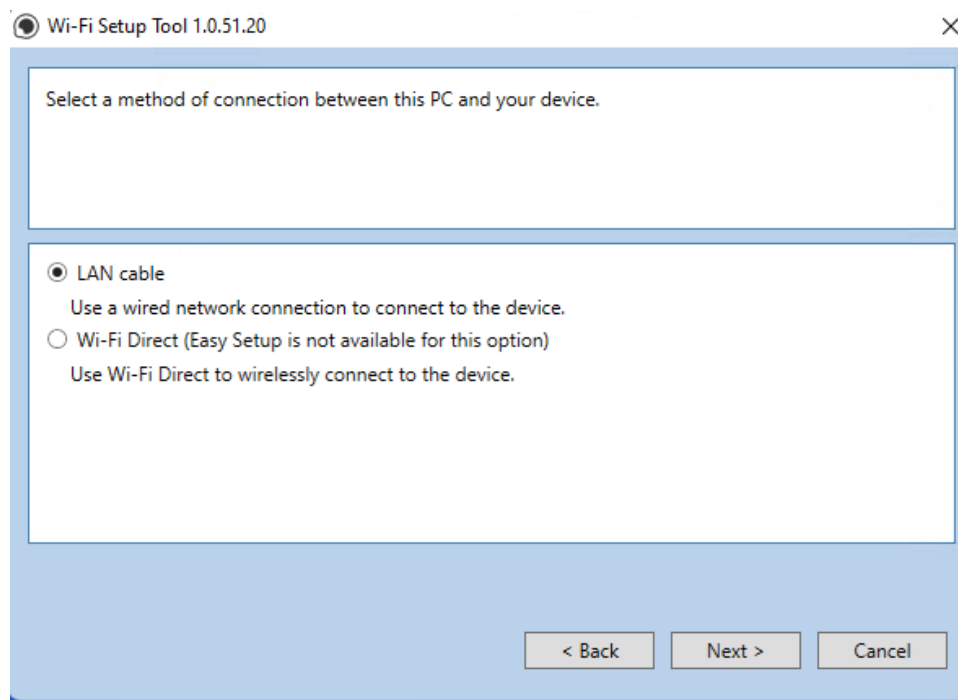 Wi-Fi Setup Tool 1.0.51.20
Select a method of connection between this PC and your device.
LAN cable
Use a wired network connection to connect to the device.
Wi-Fi Direct (Easy Setup is not available for this option)
Use Wi-Fi Direct to wirelessly connect to the device.
< Back Next > Cancel